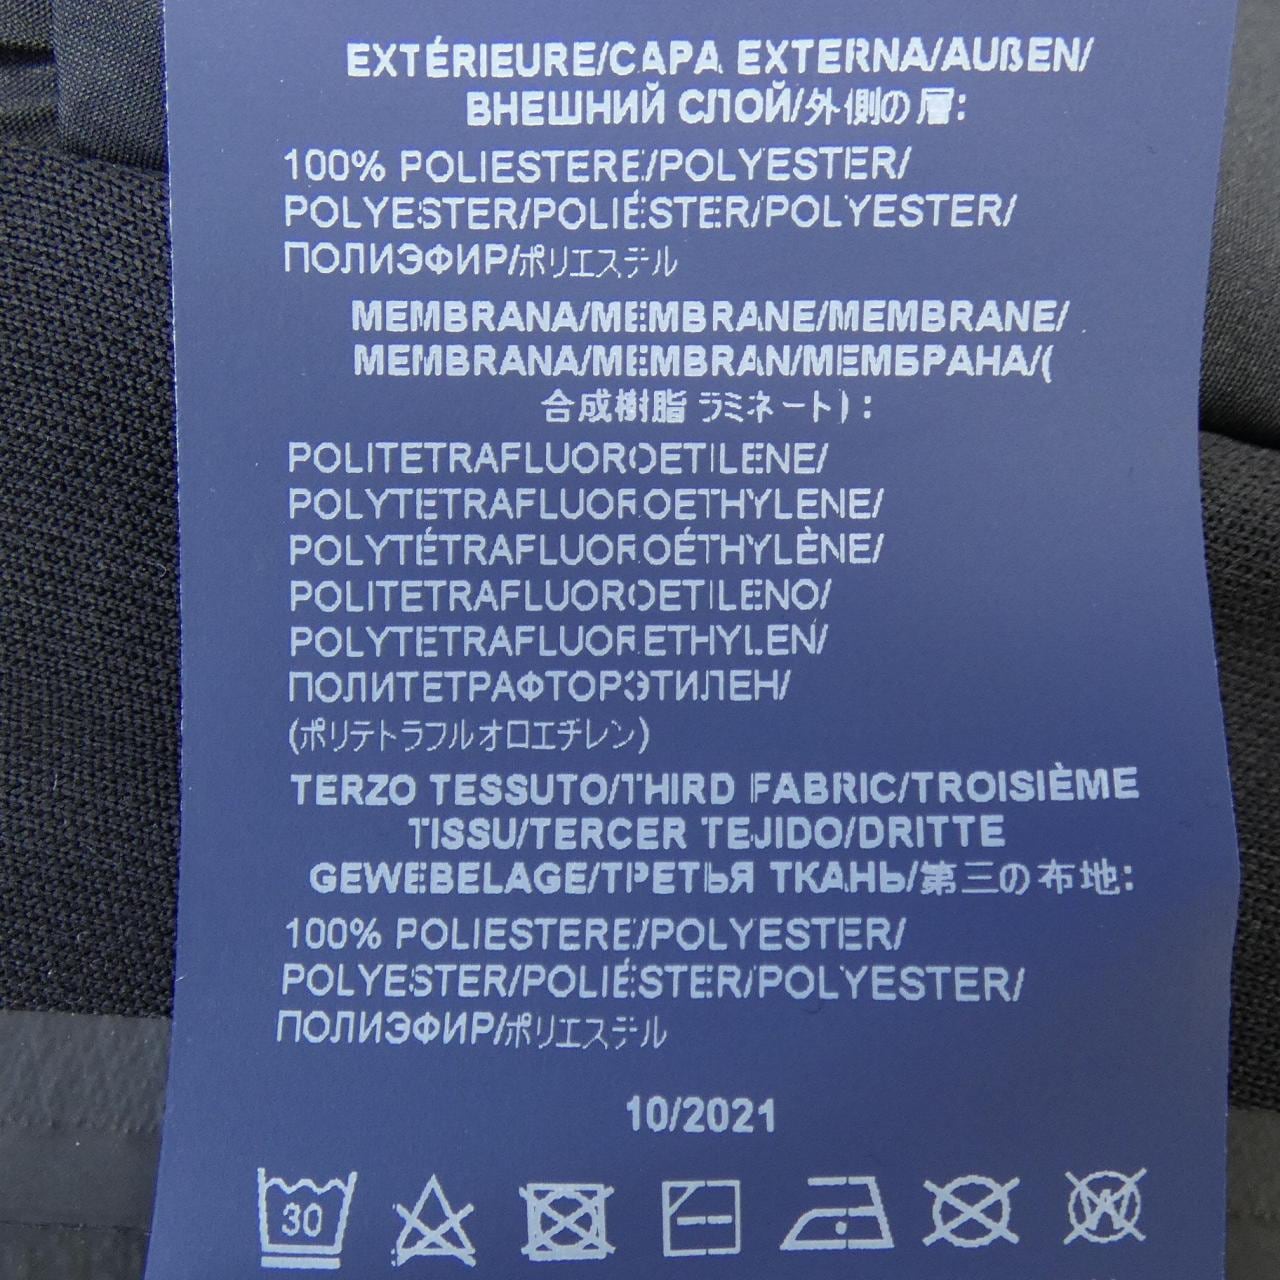 EXTÉRIEURE/CAPA EXTERNA/AUßEN/
ВНЕШНИЙ СЛОЙ/外側の層:
100% POLIESTERE/POLYESTER/
POLYESTER/POLIÉSTER/POLYESTER/
ПОЛИЭФИР/ポリエステル
MEMBRANA/MEMBRANE/MEMBRANE/
MEMBRANA/MEMBRAN/МЕМБРАНА/(
合成樹脂 ラミネート):
POLITETRAFLUOROETILENE/
POLYTETRAFLUOROETHYLENE/
POLYTÉTRAFLUOROÉTHYLÈNE/
POLITETRAFLUOROETILENO/
POLYTETRAFLUORETHYLEN/
ПОЛИТЕТРАФТОРЭТИЛЕН/
(ポリテトラフルオロエチレン)
TERZO TESSUTO/THIRD FABRIC/TROISIÈME
TISSU/TERCER TEJIDO/DRITTE
GEWEBELAGE/ТРЕТЬЯ ТКАНЬ/第三の布地:
100% POLIESTERE/POLYESTER/
POLYESTER/POLIÉSTER/POLYESTER/
ПОЛИЭФИР/ポリエステル
10/2021
30 W